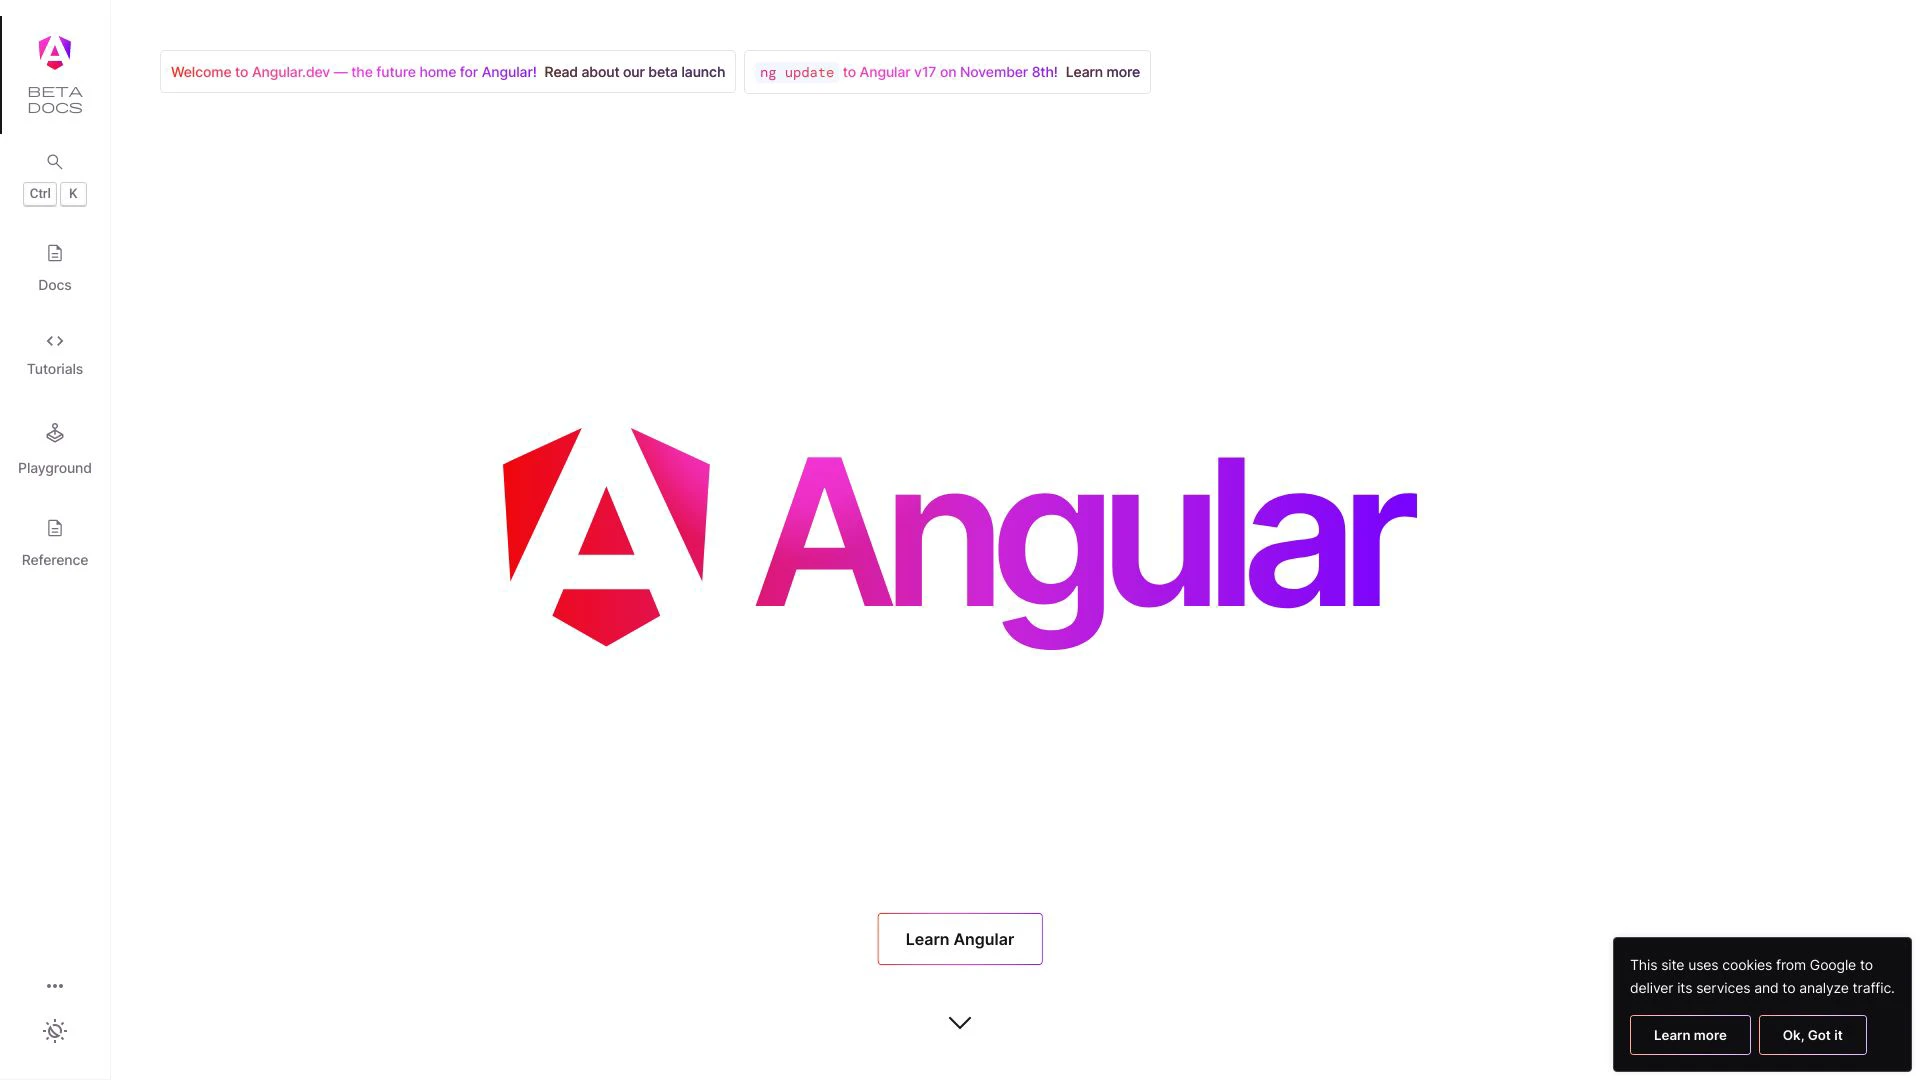 BETA
DOCS
Ctrl K
Docs
Tutorials
Playground
Reference
Welcome to Angular.dev — the future home for Angular! Read about our beta launch
ng update to Angular v17 on November 8th! Learn more
Angular
Learn Angular
This site uses cookies from Google to
deliver its services and to analyze traffic.
Learn more Ok, Got it